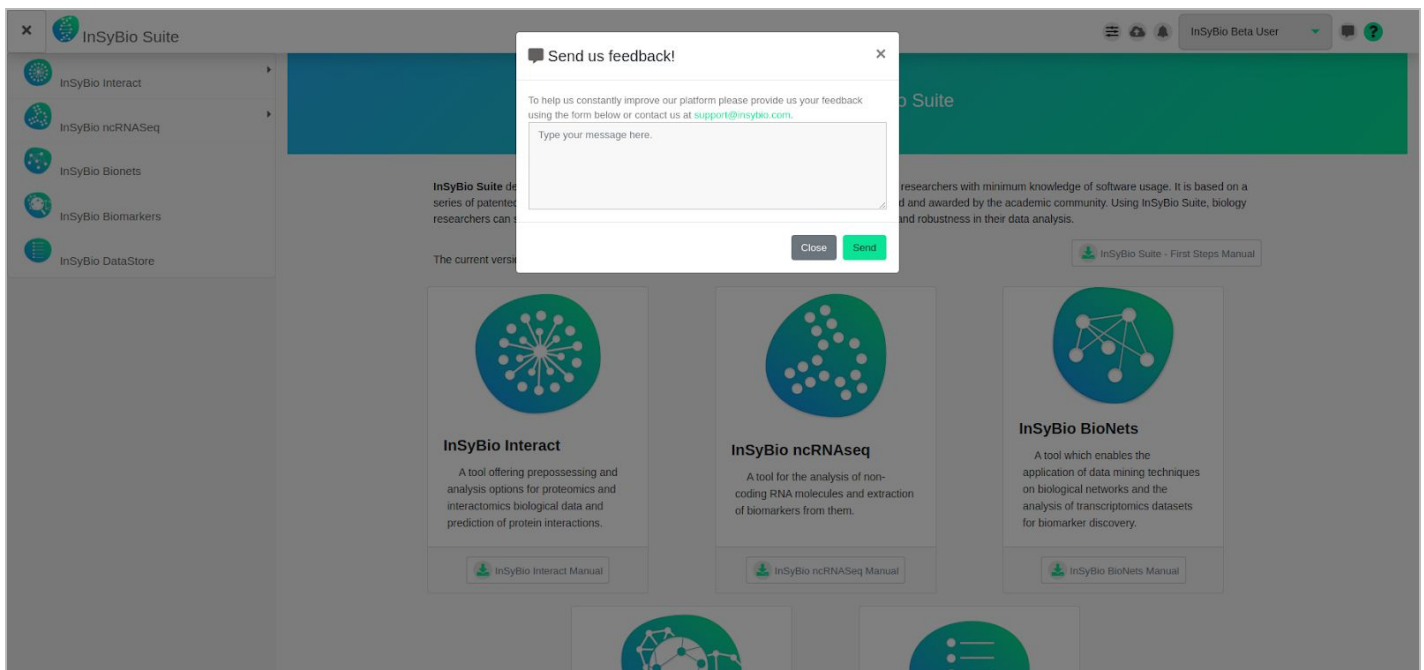 ×
InSyBio Suite
InSyBio Beta User
?
InSyBio Interact
InSyBio ncRNASeq
InSyBio Bionets
InSyBio Biomarkers
InSyBio DataStore
Send us feedback!
×
To help us constantly improve our platform please provide us your feedback
using the form below or contact us at support@insybio.com.
Type your message here.
Close
Send
Suite
InSyBio Suite
researchers with minimum knowledge of software usage. It is based on a
series of patented
and awarded by the academic community. Using InSyBio Suite, biology
researchers can
and robustness in their data analysis.
The current
InSyBio Suite - First Steps Manual
InSyBio Interact
A tool offering prepossessing and
analysis options for proteomics and
interactomics biological data and
prediction of protein interactions.
InSyBio Interact Manual
InSyBio ncRNAseq
A tool for the analysis of non-
coding RNA molecules and extraction
of biomarkers from them.
InSyBio ncRNASeq Manual
InSyBio BioNets
A tool which enables the
application of data mining techniques
on biological networks and the
analysis of transcriptomics datasets
for biomarker discovery.
InSyBio BioNets Manual